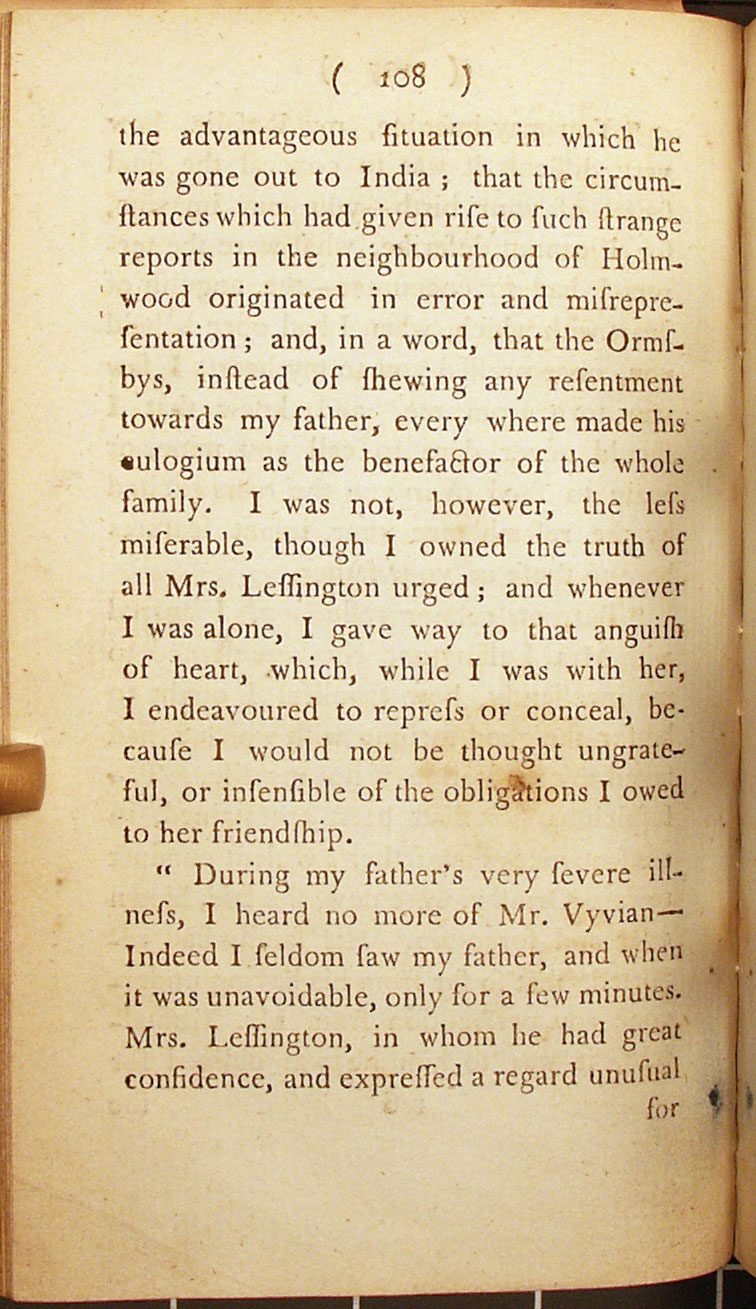 ( 108 )
the advantageous ſituation in which he
was gone out to India ; that the circum-
ſtances which had given riſe to ſuch ſtrange
reports in the neighbourhood of Holm-
wood originated in error and miſrepre-
ſentation ; and, in a word, that the Ormſ-
bys, inſtead of ſhewing any reſentment
towards my father, every where made his
eulogium as the benefactor of the whole
family. I was not, however, the leſs
miſerable, though I owned the truth of
all Mrs. Leſſington urged ; and whenever
I was alone, I gave way to that anguiſh
of heart, which, while I was with her,
I endeavoured to repreſs or conceal, be-
cauſe I would not be thought ungrate-
ful, or inſenſible of the obligations I owed
to her friendſhip.
“ During my father's very ſevere ill-
neſs, I heard no more of Mr. Vyvian—
Indeed I ſeldom ſaw my father, and when
it was unavoidable, only for a few minutes.
Mrs. Leſſington, in whom he had great
confidence, and expreſſed a regard unuſual
for